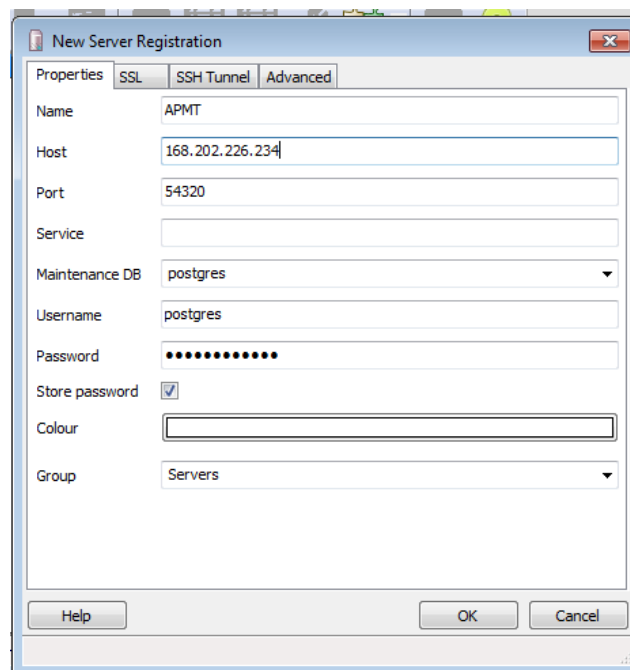 New Server Registration
Properties SSL SSH Tunnel Advanced
Name APMT
Host 168.202.226.234
Port 54320
Service
Maintenance DB postgres
Username postgres
Password ••••••••••••
Store password
Colour
Group Servers
Help OK Cancel